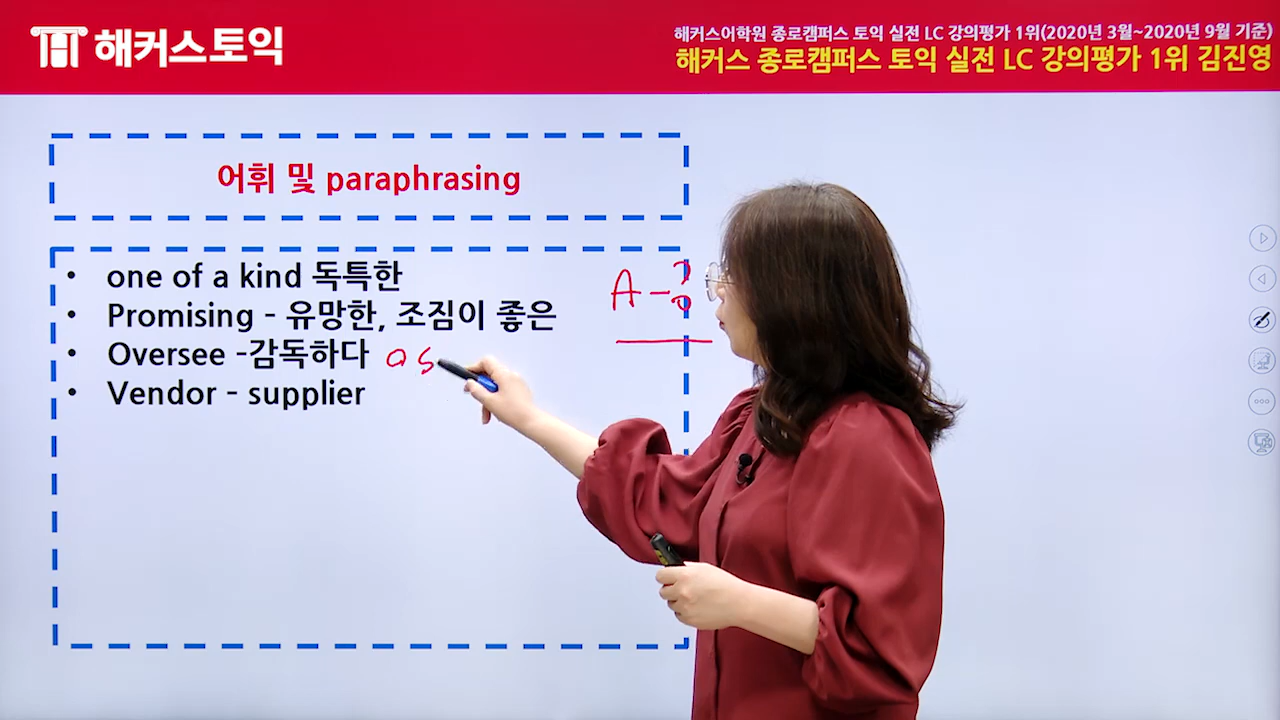 해커스토익
해커스어학원 종로캠퍼스 토익 실전 LC 강의평가 1위(2020년 3월~2020년 9월 기준)
해커스 종로캠퍼스 토익 실전 LC 강의평가 1위 김진영
어휘 및 paraphrasing
• one of a kind 독특한
• Promising - 유망한, 조짐이 좋은
• Oversee -감독하다 as
• Vendor - supplier